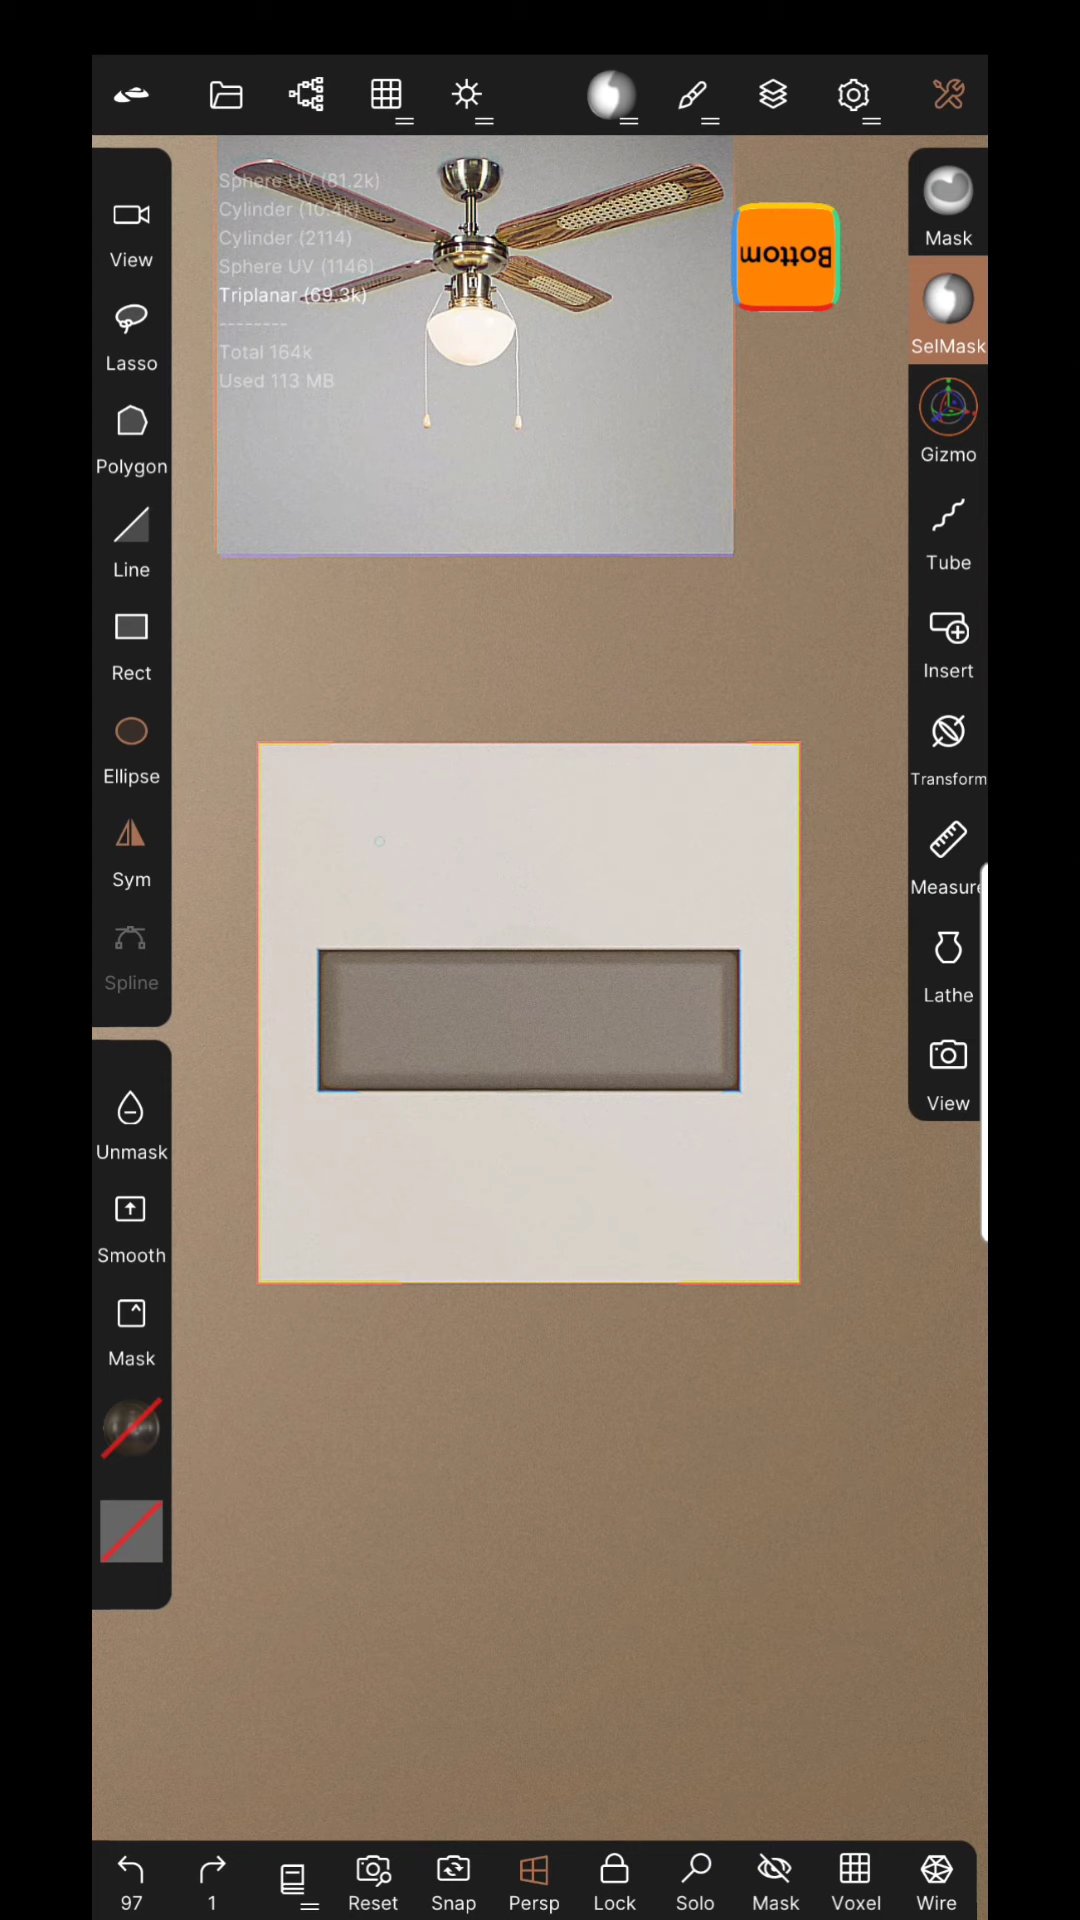 Sphere UV (81.2k)
Cylinder (10.4k)
Cylinder (2114)
Sphere UV (1146)
Triplanar (69.3k)
--------
Total 164k
Used 113 MB
Bottom
View
Lasso
Polygon
Line
Rect
Ellipse
Sym
Spline
Unmask
Smooth
Mask
Mask
SelMask
Gizmo
Tube
Insert
Transform
Measure
Lathe
View
97
1
Reset
Snap
Persp
Lock
Solo
Mask
Voxel
Wire